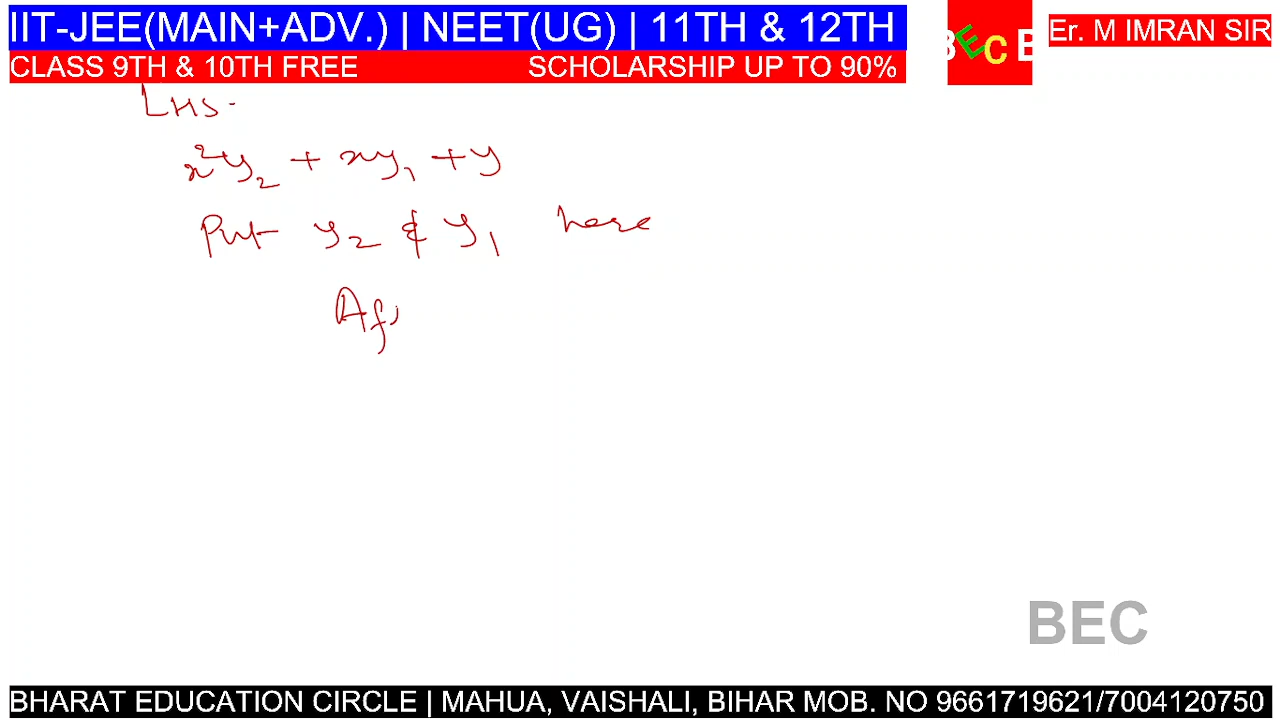 IIT-JEE(MAIN+ADV.) | NEET(UG) | 11TH & 12TH
CLASS 9TH & 10TH FREE SCHOLARSHIP UP TO 90%
BEC B
Er. M IMRAN SIR
LHS.
x²y₂ + xy₁ + y
Put y₂ & y₁ here
BEC
BHARAT EDUCATION CIRCLE | MAHUA, VAISHALI, BIHAR MOB. NO 9661719621/7004120750